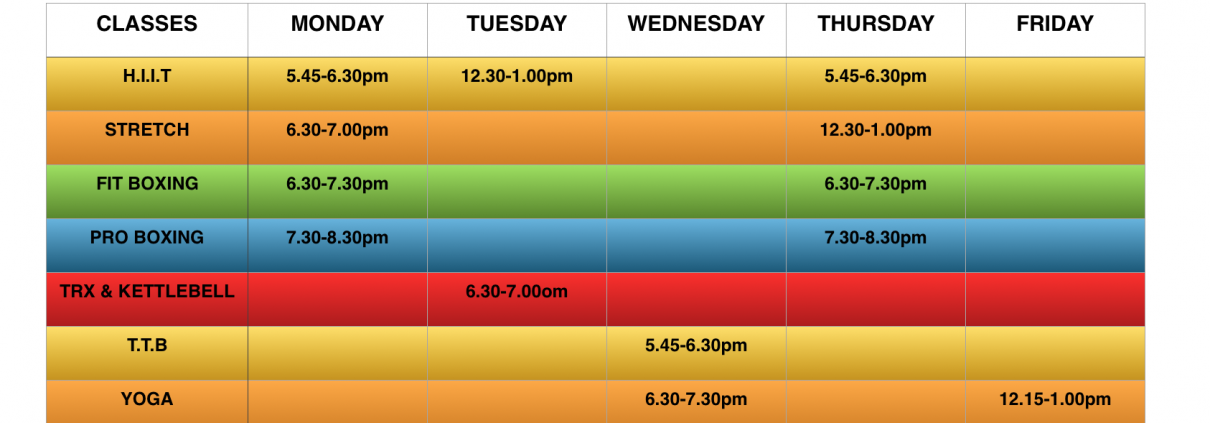 CLASSES MONDAY TUESDAY WEDNESDAY THURSDAY FRIDAY
H.I.I.T 5.45-6.30pm 12.30-1.00pm 5.45-6.30pm
STRETCH 6.30-7.00pm 12.30-1.00pm
FIT BOXING 6.30-7.30pm 6.30-7.30pm
PRO BOXING 7.30-8.30pm 7.30-8.30pm
TRX & KETTLEBELL 6.30-7.00om
T.T.B 5.45-6.30pm
YOGA 6.30-7.30pm 12.15-1.00pm